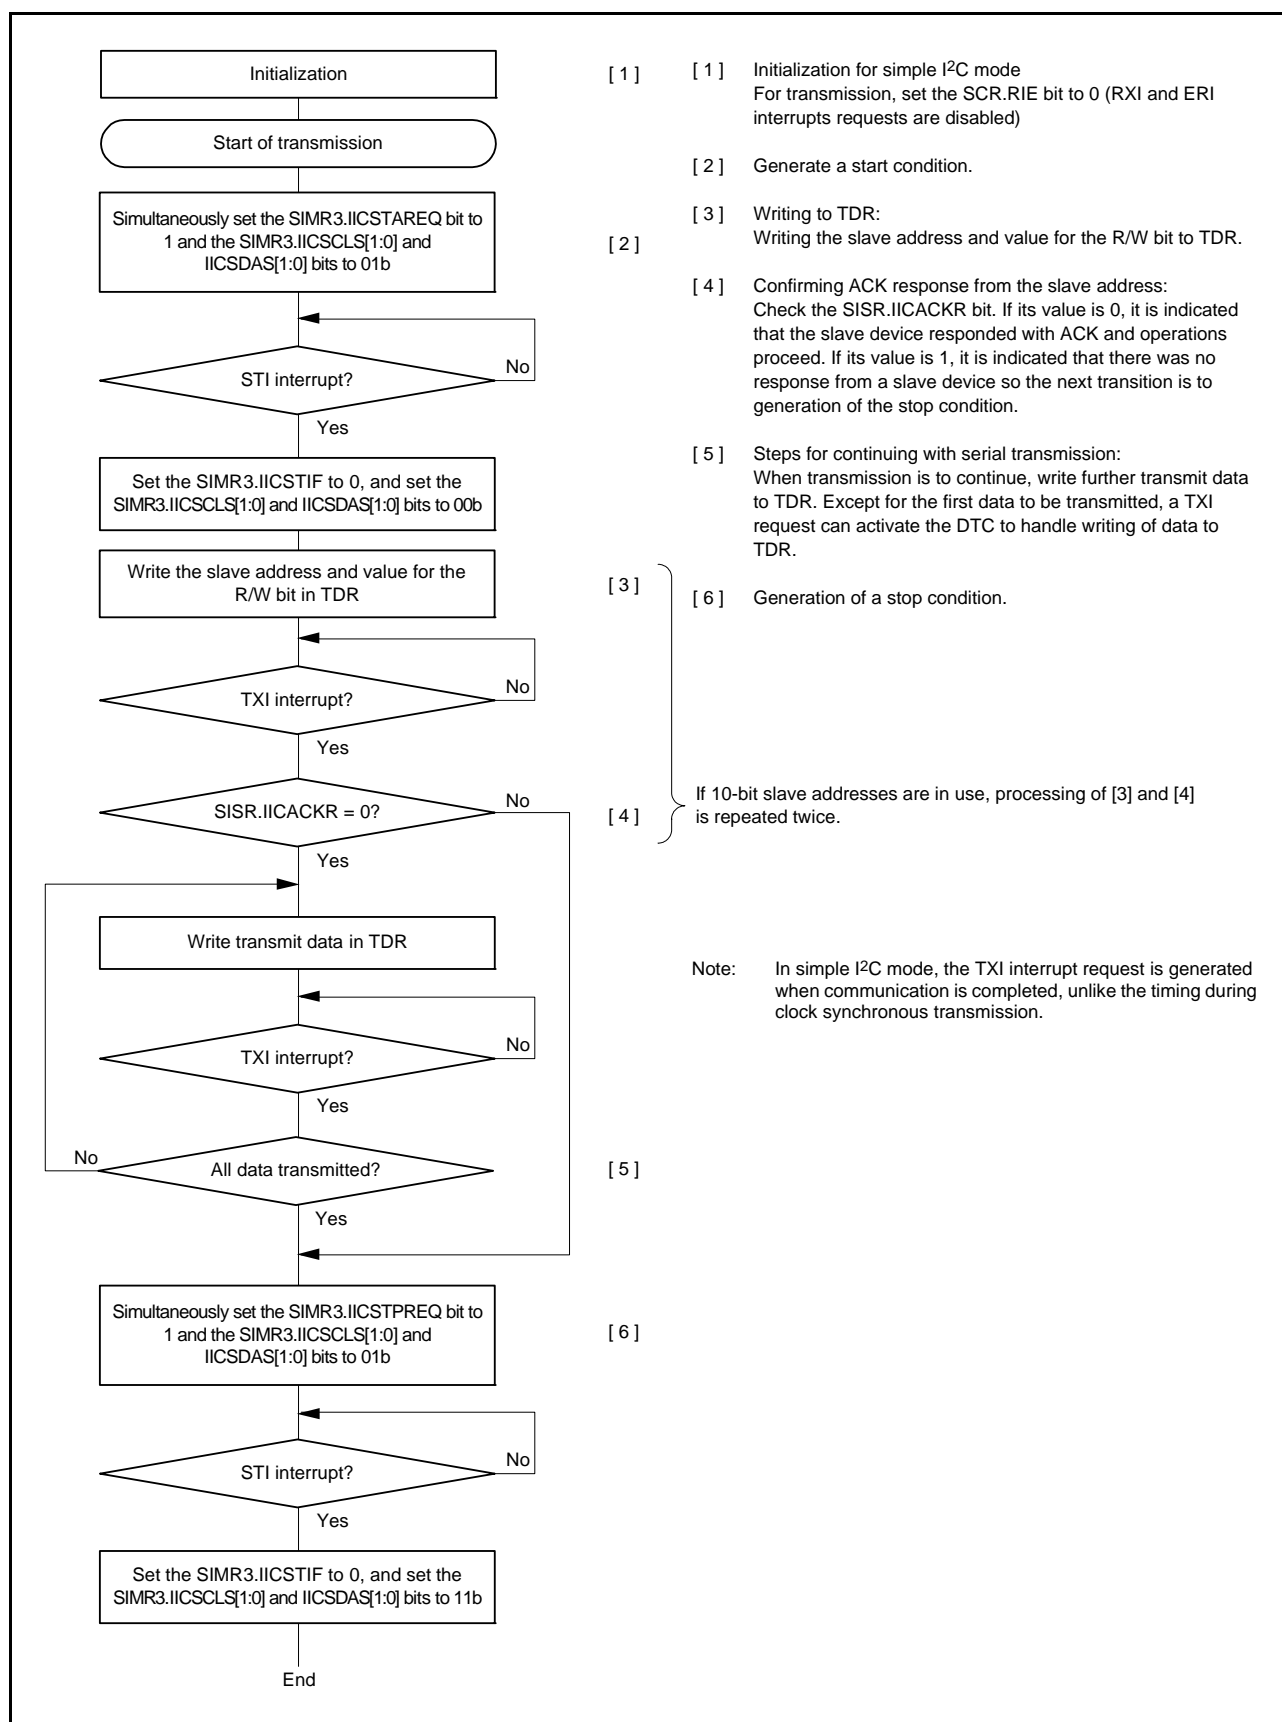 Initialization
[ 1 ]
Start of transmission
Simultaneously set the SIMR3.IICSTAREQ bit to
1 and the SIMR3.IICSCLS[1:0] and
IICSDAS[1:0] bits to 01b
[ 2 ]
STI interrupt?
No
Yes
Set the SIMR3.IICSTIF to 0, and set the
SIMR3.IICSCLS[1:0] and IICSDAS[1:0] bits to 00b
Write the slave address and value for the
R/W bit in TDR
[ 3 ]
TXI interrupt?
No
Yes
SISR.IICACKR = 0?
No
[ 4 ]
Yes
If 10-bit slave addresses are in use, processing of [3] and [4]
is repeated twice.
Write transmit data in TDR
TXI interrupt?
No
Yes
All data transmitted?
No
[ 5 ]
Yes
Simultaneously set the SIMR3.IICSTPREQ bit to
1 and the SIMR3.IICSCLS[1:0] and
IICSDAS[1:0] bits to 01b
[ 6 ]
STI interrupt?
No
Yes
Set the SIMR3.IICSTIF to 0, and set the
SIMR3.IICSCLS[1:0] and IICSDAS[1:0] bits to 11b
End
[ 1 ] Initialization for simple I2C mode
For transmission, set the SCR.RIE bit to 0 (RXI and ERI
interrupts requests are disabled)
[ 2 ] Generate a start condition.
[ 3 ] Writing to TDR:
Writing the slave address and value for the R/W bit to TDR.
[ 4 ] Confirming ACK response from the slave address:
Check the SISR.IICACKR bit. If its value is 0, it is indicated
that the slave device responded with ACK and operations
proceed. If its value is 1, it is indicated that there was no
response from a slave device so the next transition is to
generation of the stop condition.
[ 5 ] Steps for continuing with serial transmission:
When transmission is to continue, write further transmit data
to TDR. Except for the first data to be transmitted, a TXI
request can activate the DTC to handle writing of data to
TDR.
[ 6 ] Generation of a stop condition.
Note: In simple I2C mode, the TXI interrupt request is generated
when communication is completed, unlike the timing during
clock synchronous transmission.